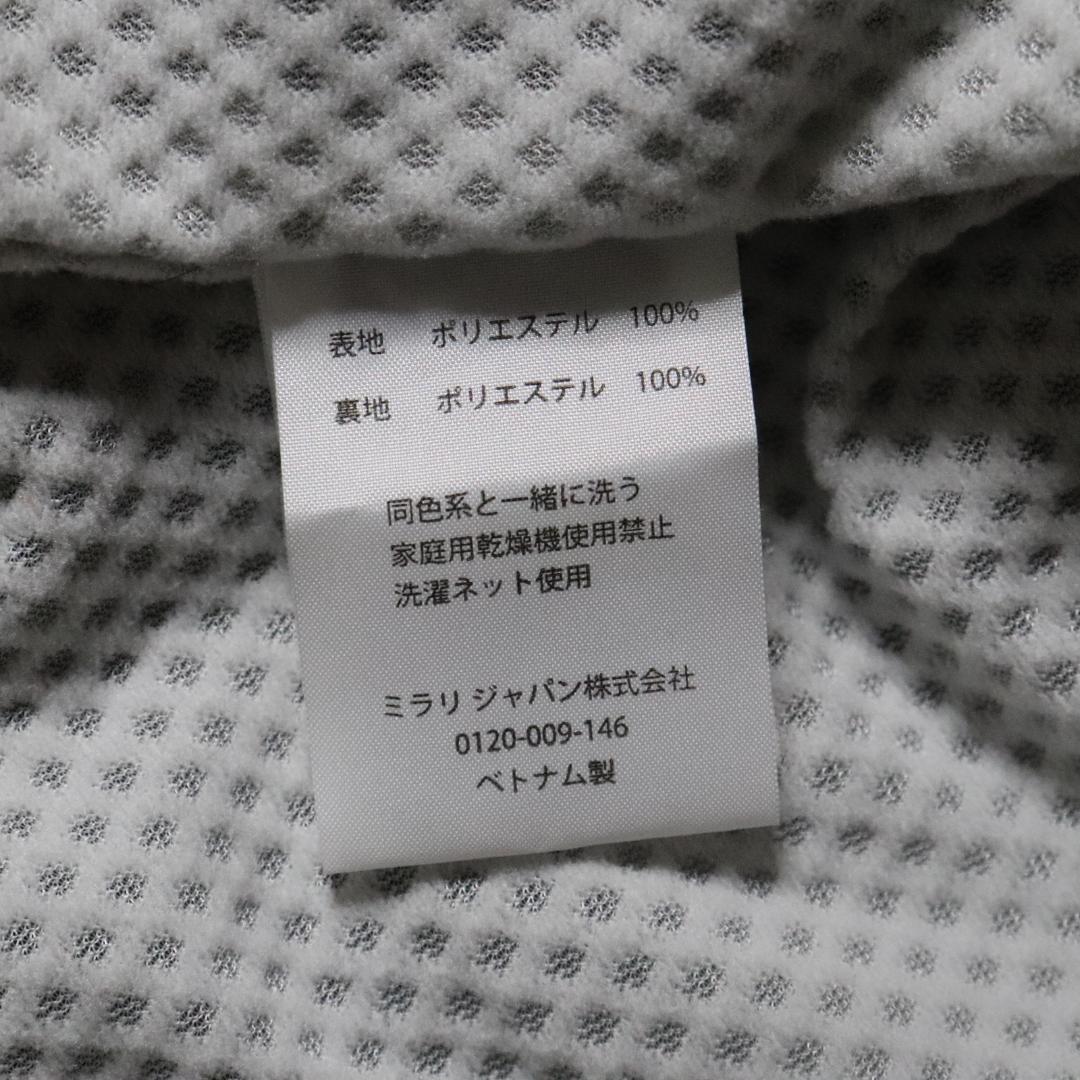 表地 ポリエステル 100%
裏地 ポリエステル 100%
同色系と一緒に洗う
家庭用乾燥機使用禁止
洗濯ネット使用
ミラリ ジャパン株式会社
0120-009-146
ベトナム製